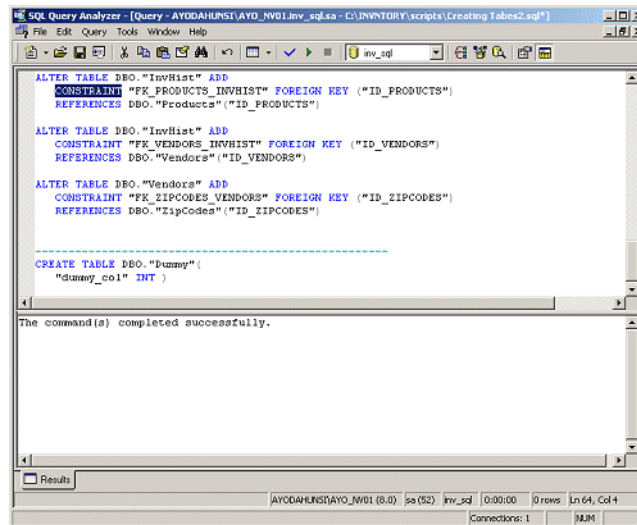 SQL Query Analyzer - [Query - AYODAHUNSI\AYO_NV01.inv_sql.sa - C:\INVNTORY\scripts\Creating Tabes2.sql*]
File Edit Query Tools Window Help
inv_sql
ALTER TABLE DBO."InvHist" ADD
CONSTRAINT "FK_PRODUCTS_INVHIST" FOREIGN KEY ("ID_PRODUCTS")
REFERENCES DBO."Products"("ID_PRODUCTS")
ALTER TABLE DBO."InvHist" ADD
CONSTRAINT "FK_VENDORS_INVHIST" FOREIGN KEY ("ID_VENDORS")
REFERENCES DBO."Vendors"("ID_VENDORS")
ALTER TABLE DBO."Vendors" ADD
CONSTRAINT "FK_ZIPCODES_VENDORS" FOREIGN KEY ("ID_ZIPCODES")
REFERENCES DBO."ZipCodes"("ID_ZIPCODES")
--------------------------------------------------------
CREATE TABLE DBO."Dummy"(
"dummy_col" INT )
The command(s) completed successfully.
Results
AYODAHUNSI\AYO_NV01 (8.0) sa (52) inv_sql 0:00:00 0 rows Ln 64, Col 4
Connections: 1 NUM